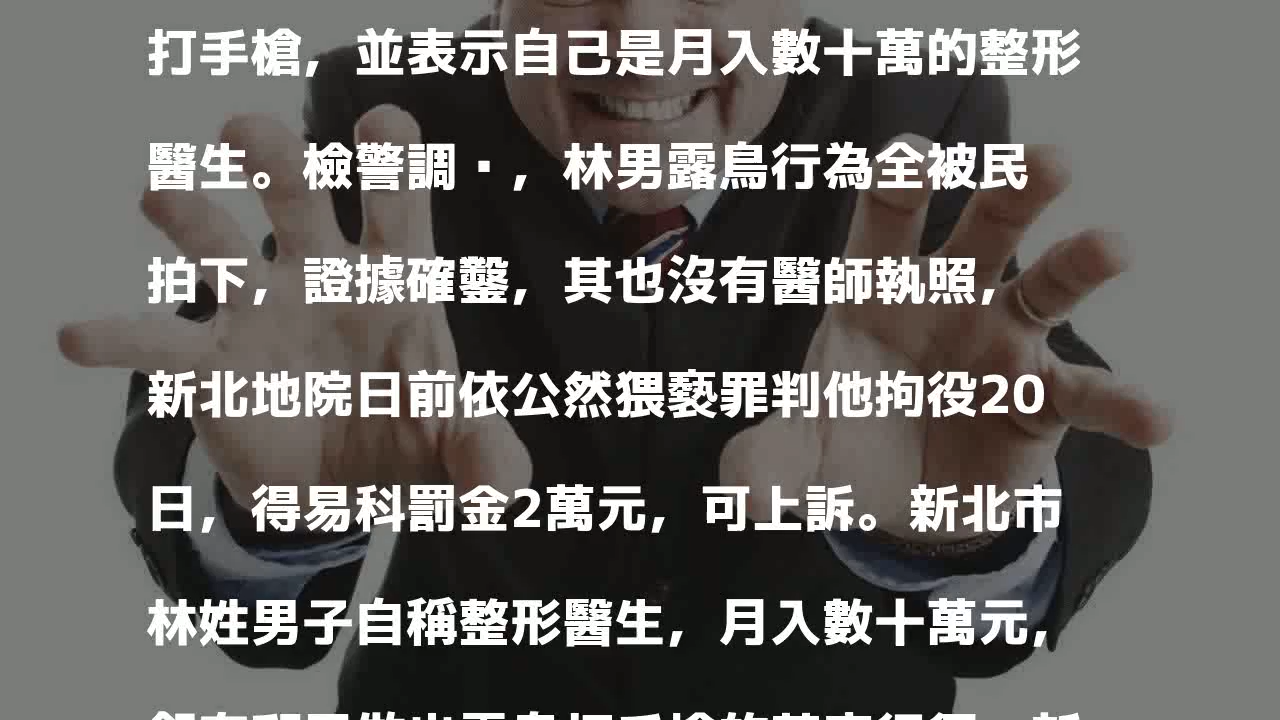 打手槍，並表示自己是月入數十萬的整形
醫生。檢警調·，林男露鳥行為全被民
拍下，證據確鑿，其也沒有醫師執照，
新北地院日前依公然猥褻罪判他拘役20
日，得易科罰金2萬元，可上訴。新北市
林姓男子自稱整形醫生，月入數十萬元，